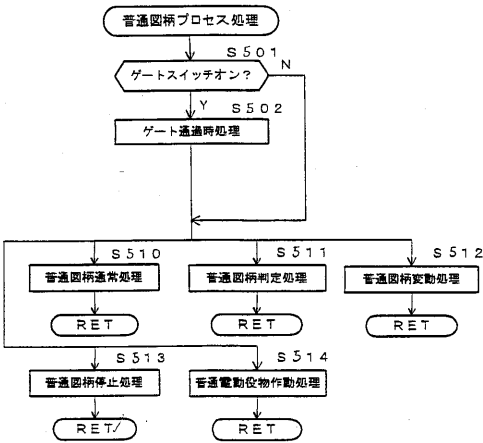 普通図柄プロセス処理
S501
ゲートスイッチオン?
N
Y
S502
ゲート通過時処理
S510
S511
S512
普通図柄通常処理
普通図柄判定処理
普通図柄変動処理
RET
RET
RET
S513
S514
普通図柄停止処理
普通電動役物作動処理
RET
RET